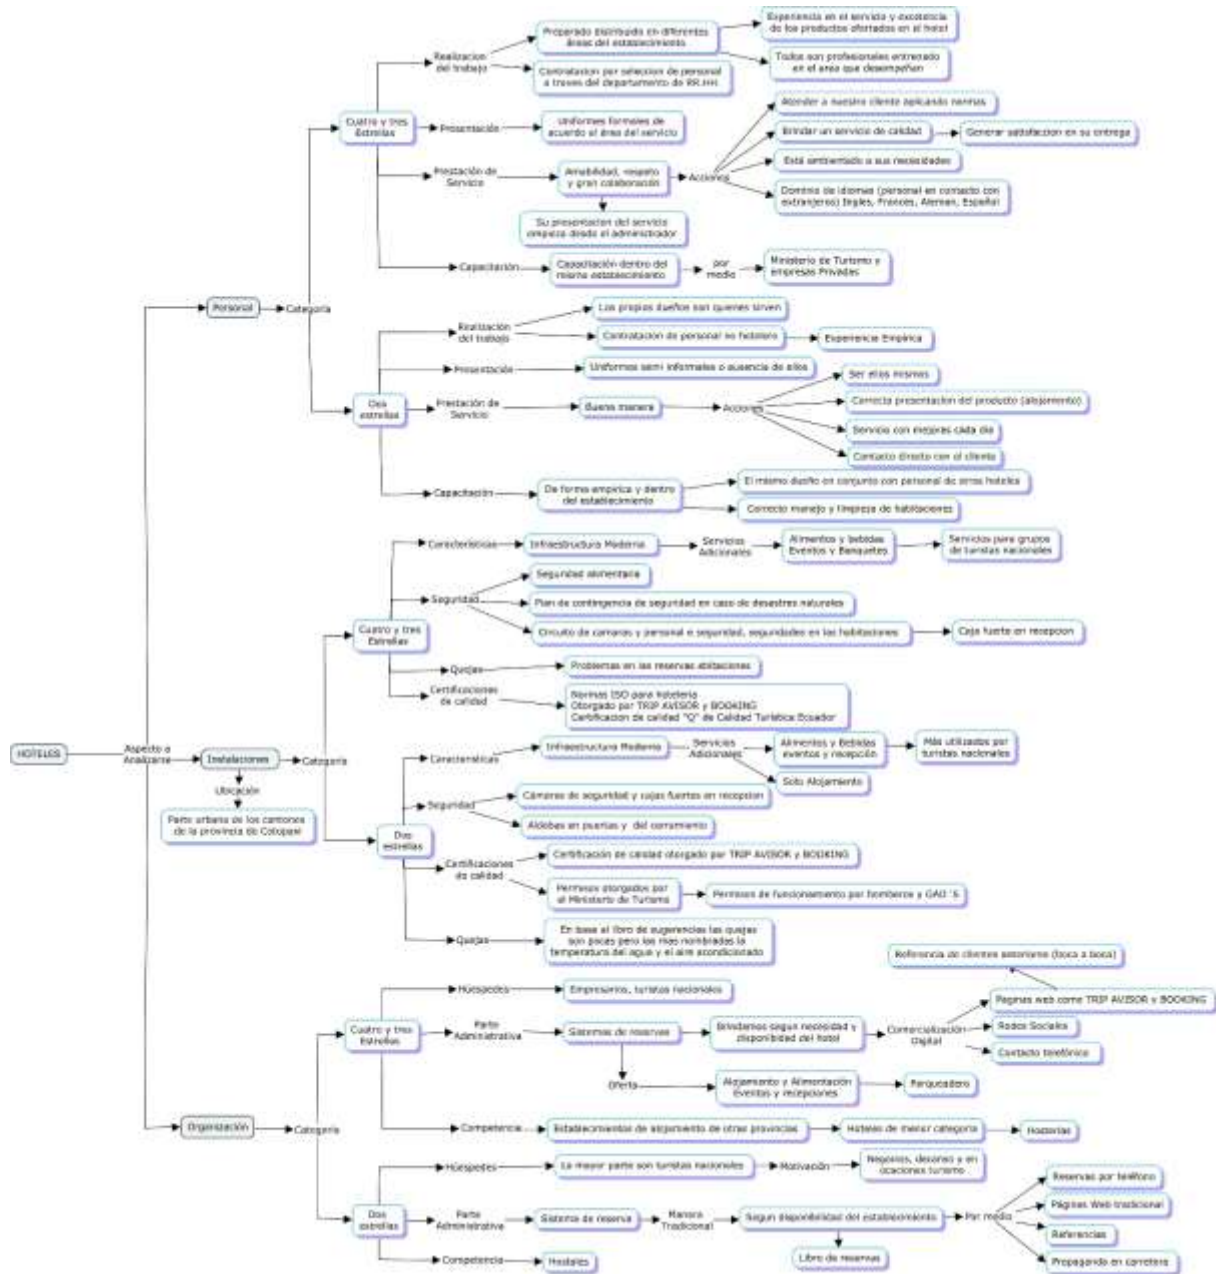 Preparado distribuido en diferentes
áreas del establecimiento
Experiencia en el servicio y excelencia
de los productos ofertados en el hotel
Todos son profesionales entrenado
en el area que desempeñan
Realizacion
del trabajo
Contratacion por seleccion de personal
a traves del departamento de RR.HH.
Cuatro y tres
Estrellas
Presentación
Uniformes formales de
acuerdo al área del servicio
Prestación de
Servicio
Amabilidad, respeto
y gran colaboración
Acciones
Atender a nuestro cliente aplicando normas
Brindar un servicio de calidad
Generar satisfaccion en su entrega
Está ambientado a sus necesidades
Dominio de idiomas (personal en contacto con
extranjeros) Ingles, Frances, Aleman, Español
Su presentacion del servicio
empieza desde el administrador
Capacitación
Capacitación dentro del
mismo establecimiento
por
medio
Ministerio de Turismo y
empresas Privadas
Personal
Categoria
Realización
del trabajo
Los propios dueños son quienes sirven
Contratacion de personal no hotelero
Experiencia Empirica
Presentación
Uniformes semi informales o ausencia de ellos
Dos
estrellas
Prestación de
Servicio
Buena manera
Acciones
Ser ellos mismos
Correcta presentacion del producto (alojamiento)
Servicio con mejoras cada dia
Contacto directo con el cliente
Capacitación
De forma empirica y dentro
del establecimiento
El mismo dueño en conjunto con personal de otros hoteles
Correcto manejo y limpieza de habitaciones
Características
Infraestructura Moderna
Servicios
Adicionales
Alimentos y bebidas
Eventos y Banquetes
Servicios para grupos
de turistas nacionales
Seguridad
Seguridad alimentaria
Plan de contingencia de seguridad en caso de desastres naturales
Circuito de camaras y personal e seguridad, seguridades en las habitaciones
Caja fuerte en recepcion
Cuatro y tres
Estrellas
Quejas
Problemas en las reservas abitaciones
Certificaciones
de calidad
Normas ISO para hoteleria
Otorgado por TRIP AVISOR y BOOKING
Certificacion de calidad "Q" de Calidad Turística Ecuador
HOTELES
Aspecto a
Analizarse
Instalaciones
Categoria
Ubicación
Parte urbana de los cantones
de la provincia de Cotopaxi
Características
Infraestructura Moderna
Servicios
Adicionales
Alimentos y Bebidas
eventos y recepción
Más utilizados por
turistas nacionales
Solo Alojamiento
Seguridad
Cámaras de seguridad y cajas fuertes en recepcion
Aldabas en puertas y del cerramiento
Dos
estrellas
Certificaciones
de calidad
Certificación de calidad otorgado por TRIP AVISOR y BOOKING
Permisos otorgados por
el Ministerio de Turismo
Permisos de funcionamiento por bomberos y GAD´S
Quejas
En base al libro de sugerencias las quejas
son pocas pero las mas nombradas la
temperatura del agua y el aire acondicionado
Referencia de clientes anteriores (boca a boca)
Húespedes
Empresarios, turistas nacionales
Cuatro y tres
Estrellas
Parte
Administrativa
Sistemas de reservas
Brindamos segun necesidad y
disponibidad del hotel
Comercialización
Digital
Paginas web como TRIP AVISOR y BOOKING
Redes Sociales
Contacto telefónico
Oferta
Alojamiento y Alimentación
Eventos y recepciones
Parqueadero
Organización
Categoria
Competencia
Establecimientos de alojamiento de otras provincias
Hoteles de menor categoria
Hosterias
Húespedes
La mayor parte son turistas nacionales
Motivación
Negocios, decanso y en
ocaciones turismo
Dos
estrellas
Parte
Administrativa
Sistema de reserva
Manera
Tradicional
Segun disponibilidad del establecimiento
Por medio
Reservas por teléfono
Páginas Web tradicional
Referencias
Propaganda en carretera
Libro de reservas
Competencia
Hostales